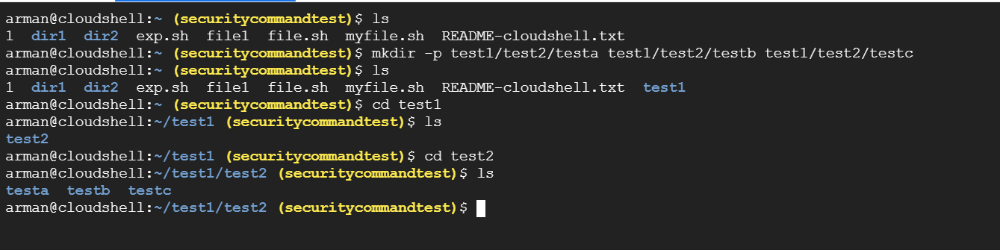 arman@cloudshell:~ (securitycommandtest)$ ls
1  dir1  dir2  exp.sh  file1  file.sh  myfile.sh  README-cloudshell.txt
arman@cloudshell:~ (securitycommandtest)$ mkdir -p test1/test2/testa test1/test2/testb test1/test2/testc
arman@cloudshell:~ (securitycommandtest)$ ls
1  dir1  dir2  exp.sh  file1  file.sh  myfile.sh  README-cloudshell.txt  test1
arman@cloudshell:~ (securitycommandtest)$ cd test1
arman@cloudshell:~/test1 (securitycommandtest)$ ls
test2
arman@cloudshell:~/test1 (securitycommandtest)$ cd test2
arman@cloudshell:~/test1/test2 (securitycommandtest)$ ls
testa  testb  testc
arman@cloudshell:~/test1/test2 (securitycommandtest)$